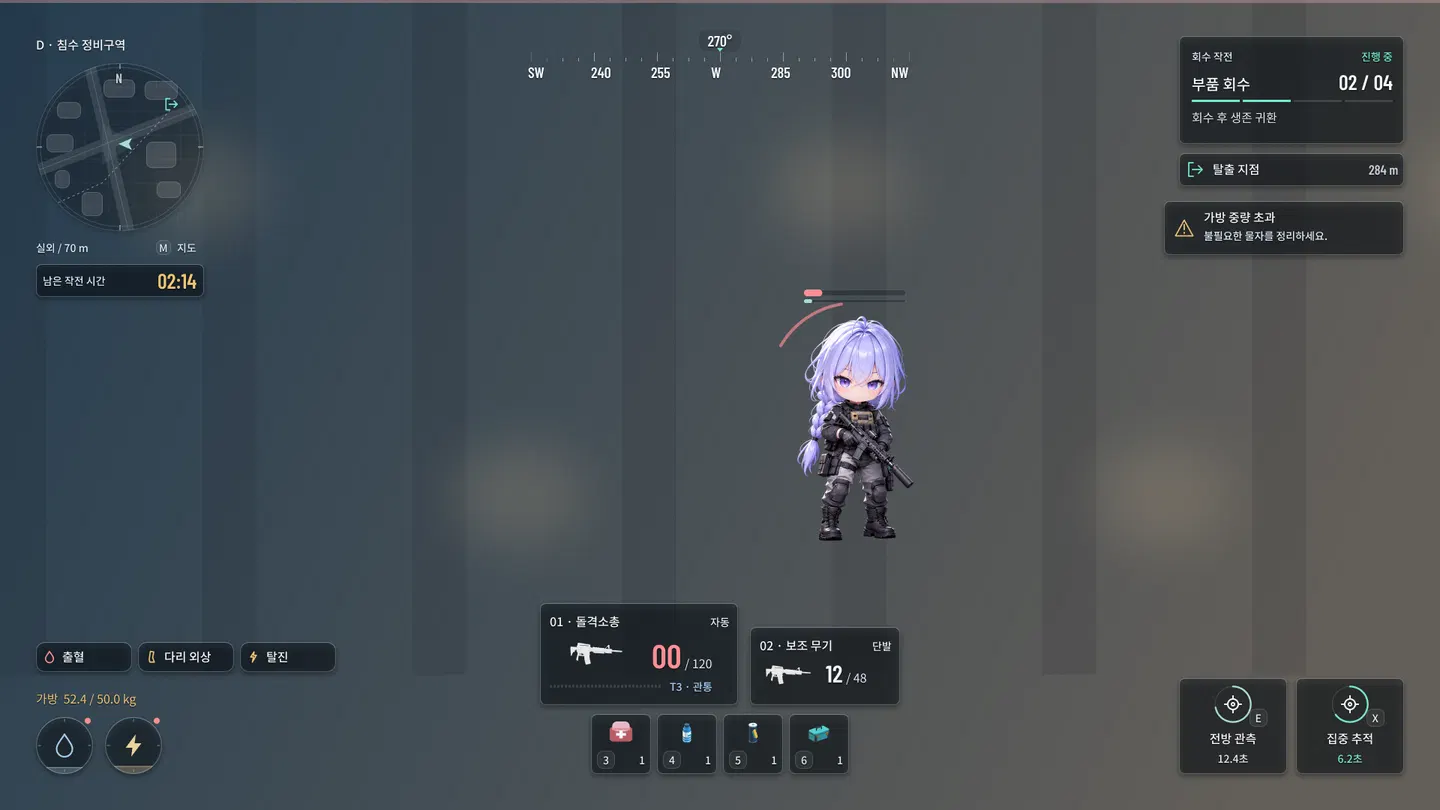 D · 침수 정비구역
N
실외 / 70 m
M 지도
남은 작전 시간 02:14
270°
SW 240 255 W 285 300 NW
회수 작전 진행 중
부품 회수 02 / 04
회수 후 생존 귀환
탈출 지점 284 m
가방 중량 초과
불필요한 물자를 정리하세요.
출혈
다리 외상
탈진
가방 52.4 / 50.0 kg
01 · 돌격소총 자동
00 / 120
T3 · 관통
02 · 보조 무기 단발
12 / 48
3 1
4 1
5 1
6 1
E
전방 관측
12.4초
X
집중 추적
6.2초